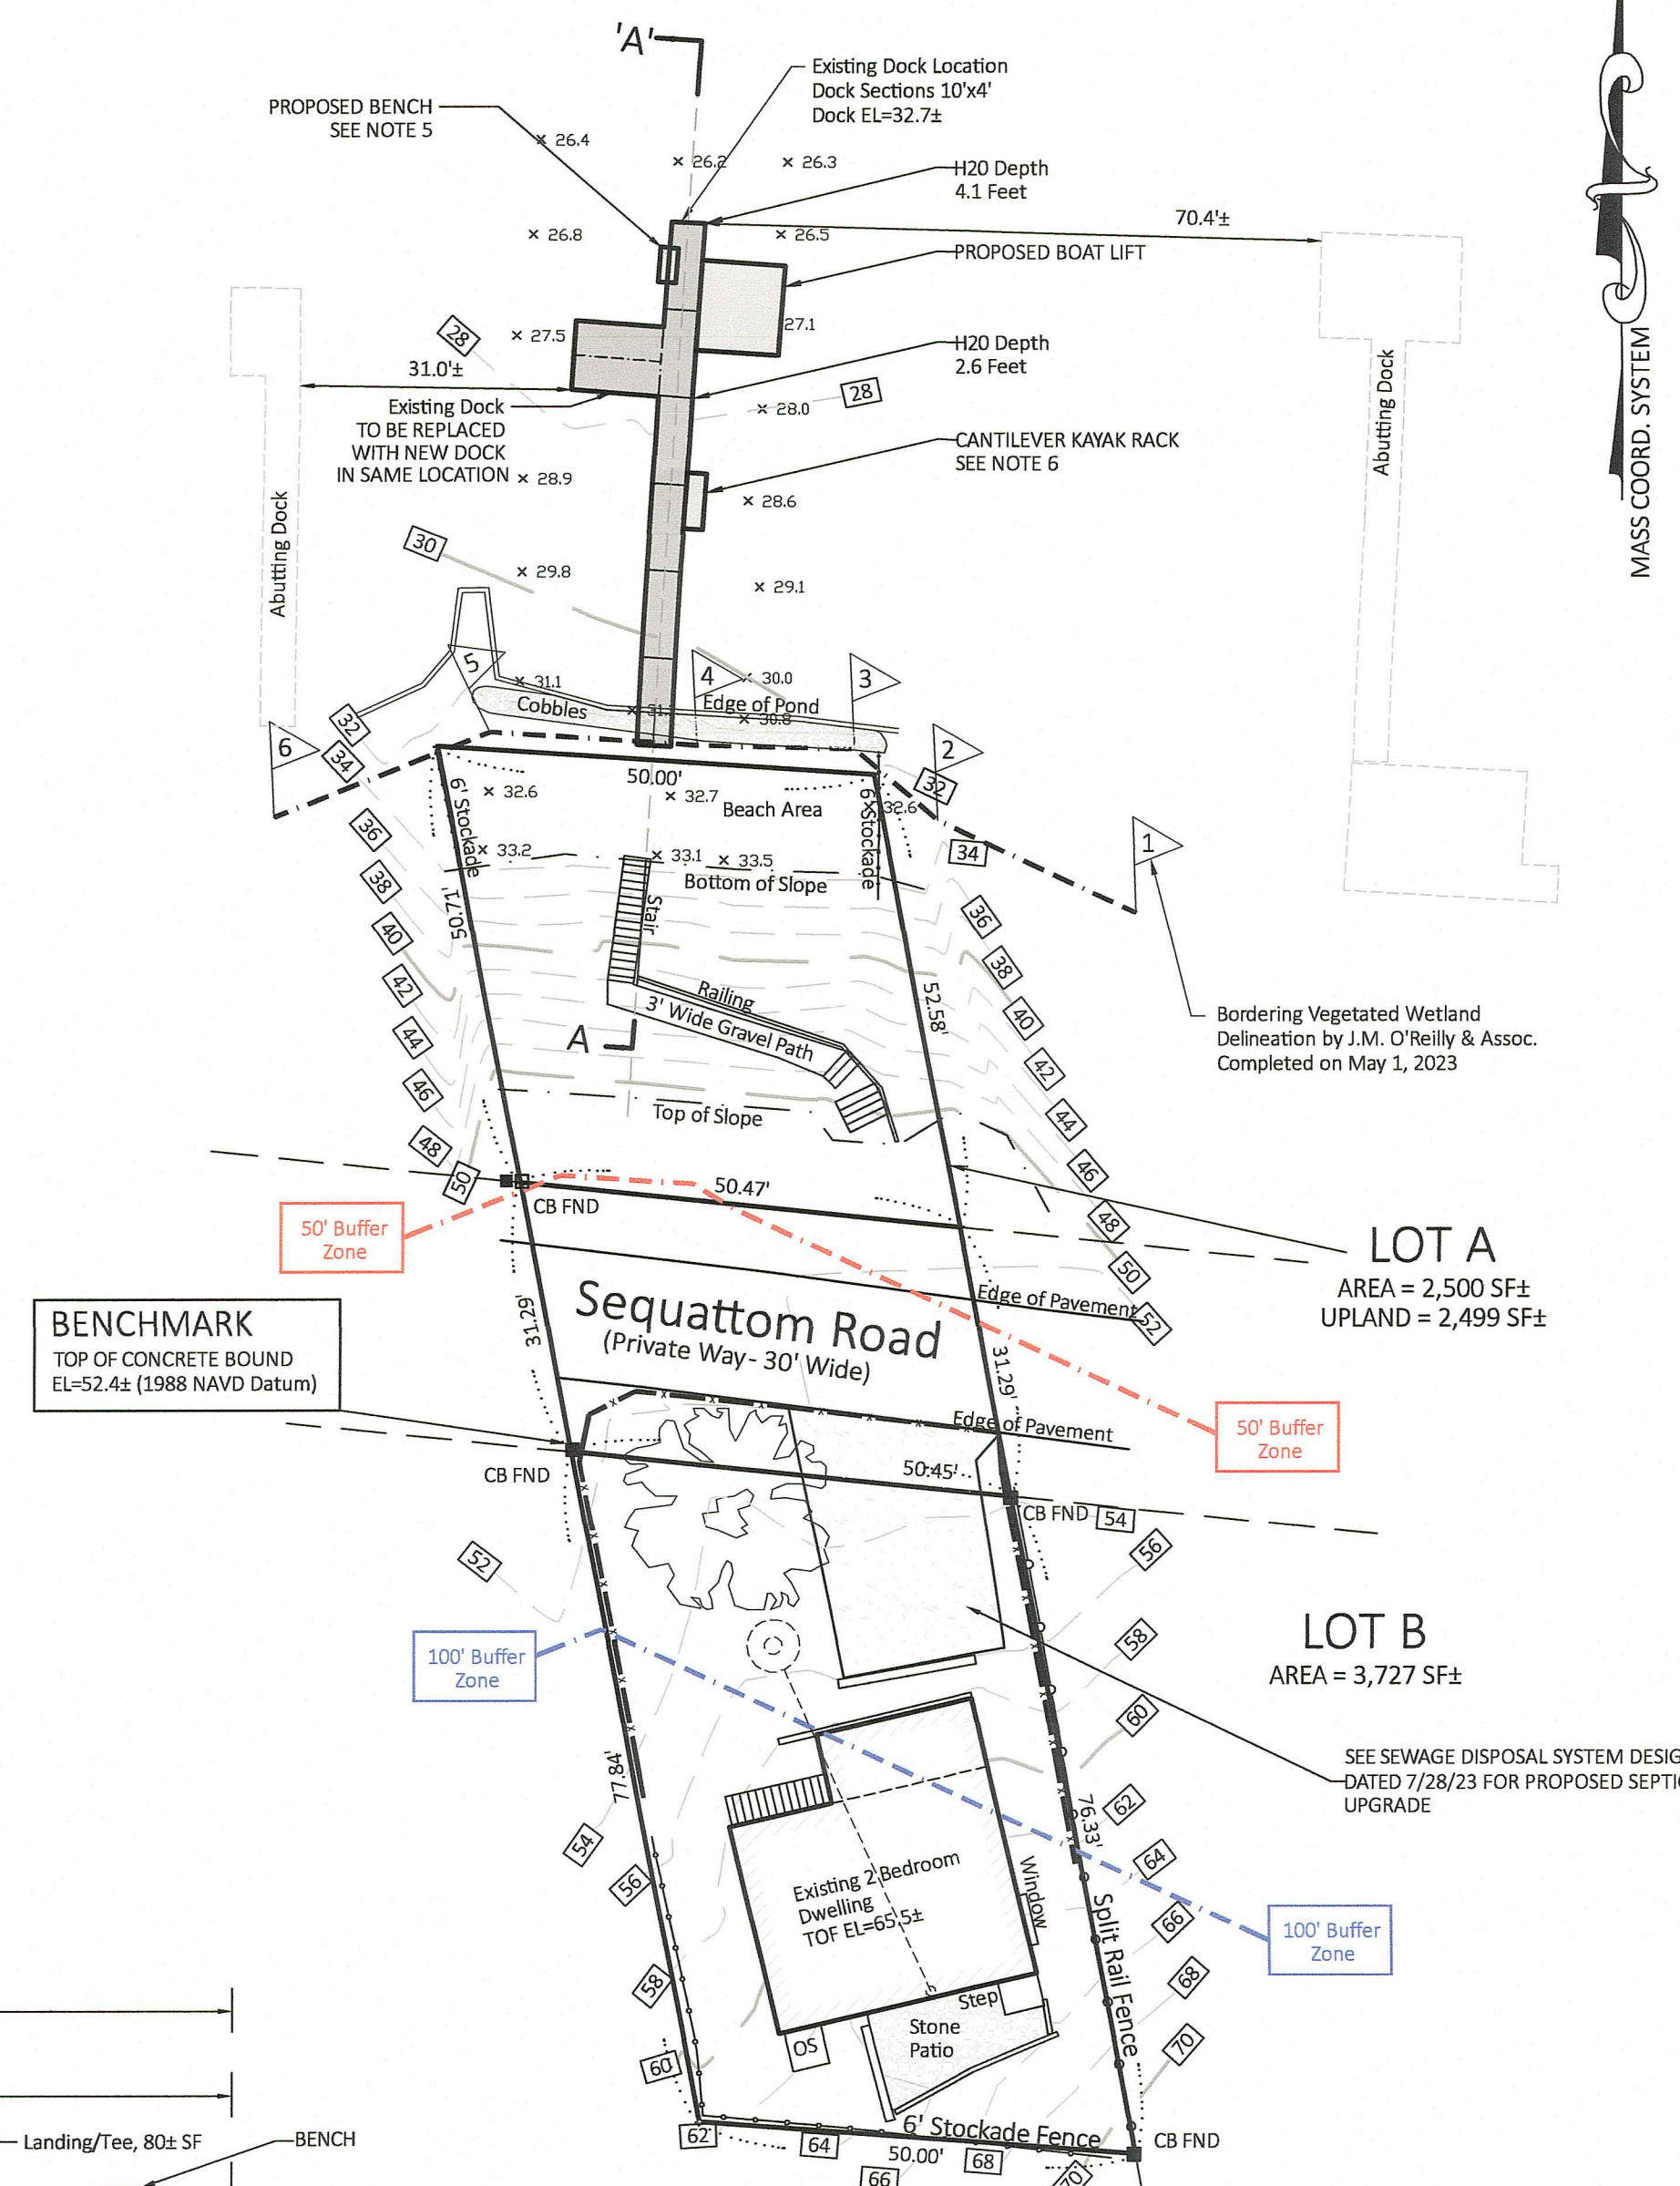 'A'
Existing Dock Location
Dock Sections 10'x4'
Dock EL=32.7±
PROPOSED BENCH
SEE NOTE 5
× 26.4
× 26.2
× 26.3
H20 Depth
4.1 Feet
70.4'±
× 26.8
× 26.5
PROPOSED BOAT LIFT
28
× 27.5
27.1
31.0'±
H20 Depth
2.6 Feet
28
Existing Dock
TO BE REPLACED
WITH NEW DOCK
IN SAME LOCATION
× 28.0
CANTILEVER KAYAK RACK
SEE NOTE 6
× 28.9
× 28.6
Abutting Dock
Abutting Dock
MASS COORD. SYSTEM
30
× 29.8
× 29.1
5
4
3
× 31.1
× 30.0
Cobbles
Edge of Pond
× 30.8
32
34
6
2
32
50.00'
6' Stockade
× 32.6
× 32.7
Beach Area
6' Stockade
32.6
36
34
1
× 33.2
× 33.1
× 33.5
Bottom of Slope
38
50.71'
Stair
40
36
42
38
52.58'
Railing
3' Wide Gravel Path
40
44
A
42
Bordering Vegetated Wetland
Delineation by J.M. O'Reilly & Assoc.
Completed on May 1, 2023
46
Top of Slope
44
48
46
50
50.47'
CB FND
48
50' Buffer
Zone
LOT A
AREA = 2,500 SF±
UPLAND = 2,499 SF±
50
Edge of Pavement
52
BENCHMARK
TOP OF CONCRETE BOUND
EL=52.4± (1988 NAVD Datum)
31.29'
Sequattom Road
(Private Way- 30' Wide)
31.29'
Edge of Pavement
50' Buffer
Zone
CB FND
50.45'
CB FND
54
52
56
100' Buffer
Zone
58
LOT B
AREA = 3,727 SF±
60
77.84'
SEE SEWAGE DISPOSAL SYSTEM DESIG
DATED 7/28/23 FOR PROPOSED SEPTI
UPGRADE
76.33'
62
54
64
56
Existing 2 Bedroom
Dwelling
TOF EL=65.5±
Window
Split Rail Fence
66
100' Buffer
Zone
58
68
Step
Stone
Patio
OS
60
70
62
64
6' Stockade Fence
50.00'
CB FND
66
68
70
Landing/Tee, 80± SF
BENCH